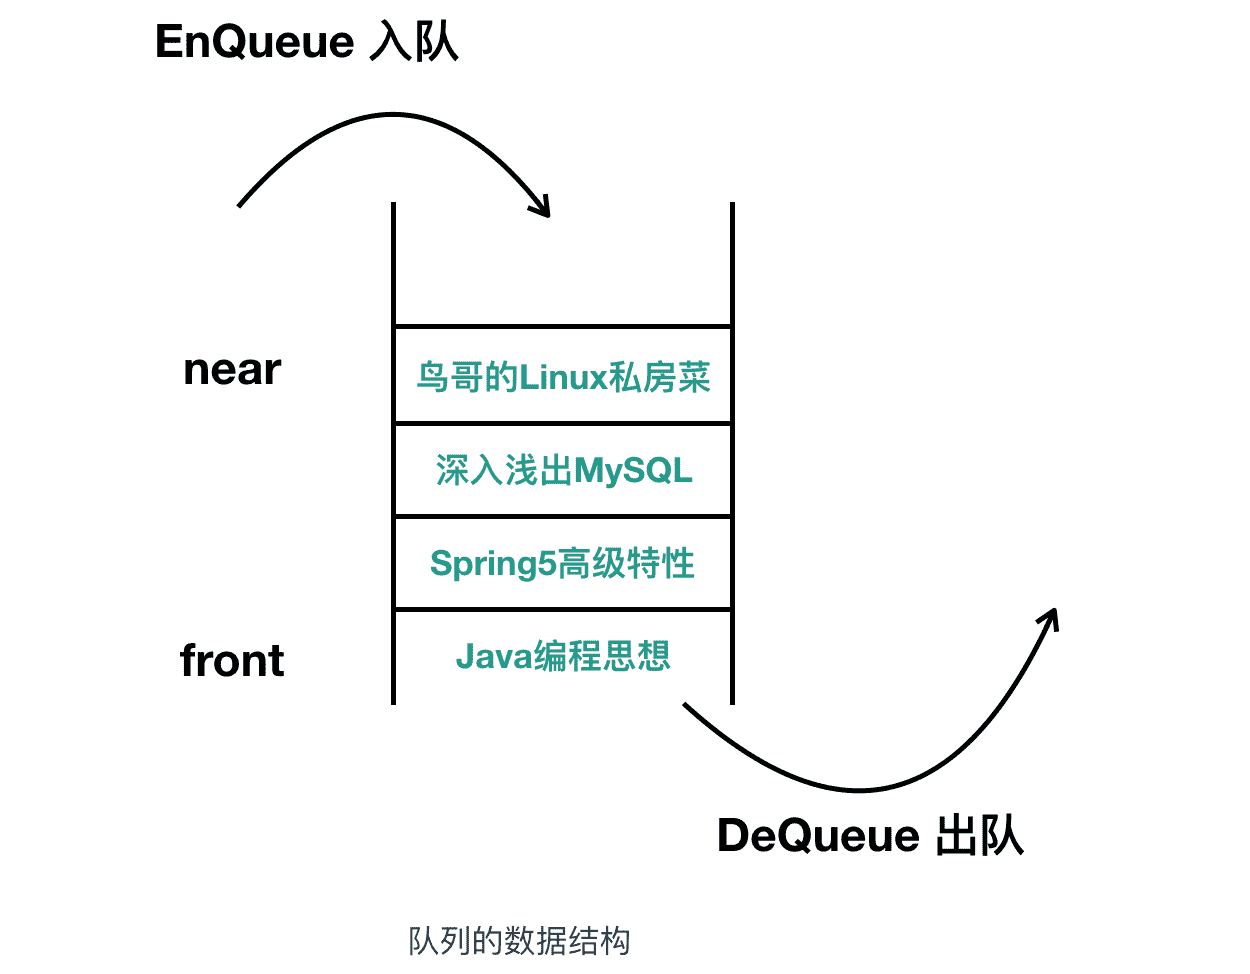 EnQueue 入队
near
鸟哥的Linux私房菜
深入浅出MySQL
Spring5高级特性
front
Java编程思想
DeQueue 出队
队列的数据结构